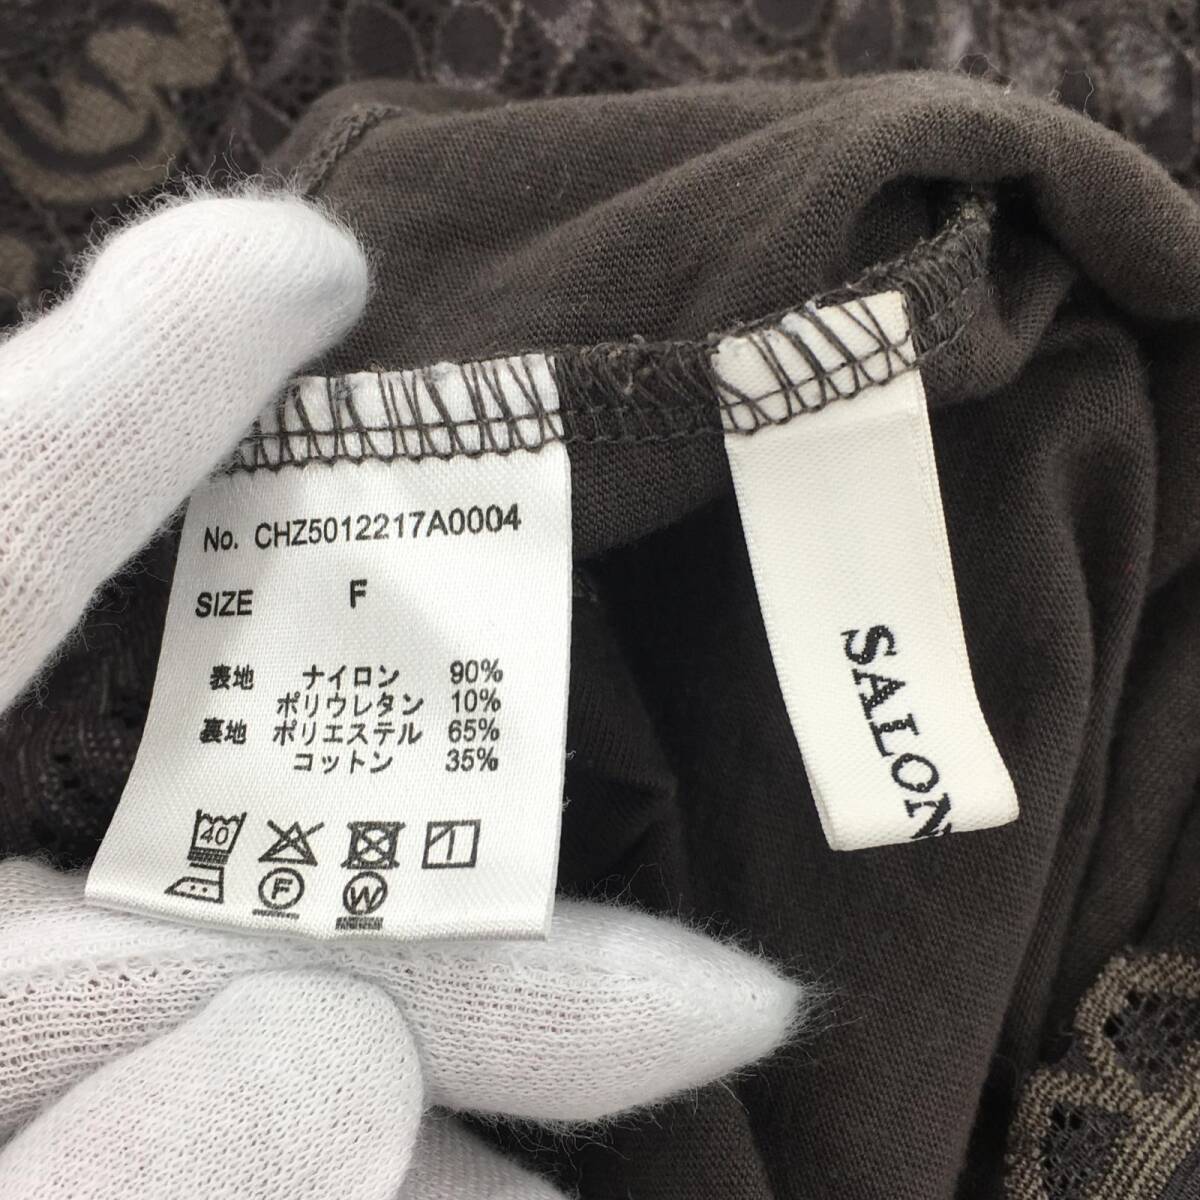 No. CHZ5012217A0004
SIZE F
表地 ナイロン 90%
ポリウレタン 10%
裏地 ポリエステル 65%
コットン 35%
40
F
W
SALON